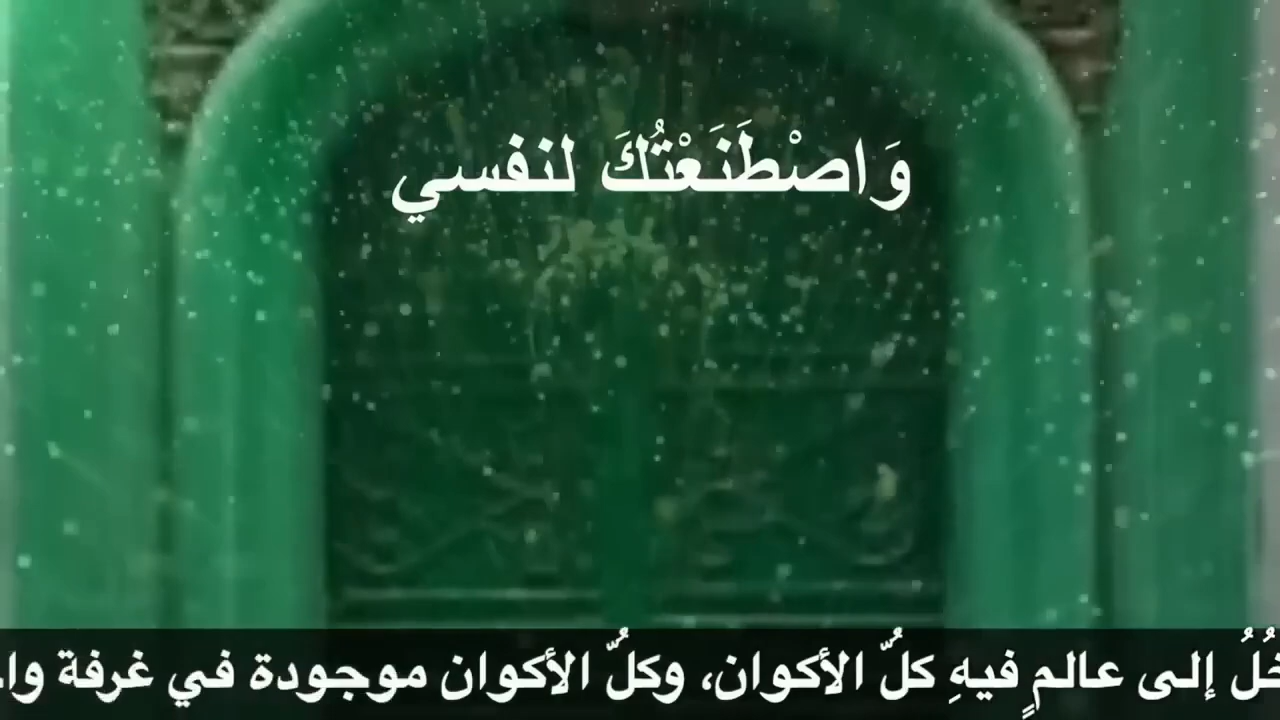 وَاصْطَنَعْتُكَ لنفسي
إلى عالمٍ فيهِ كلُّ الأكوان، وكلُّ الأكوان موجودة في غرفة